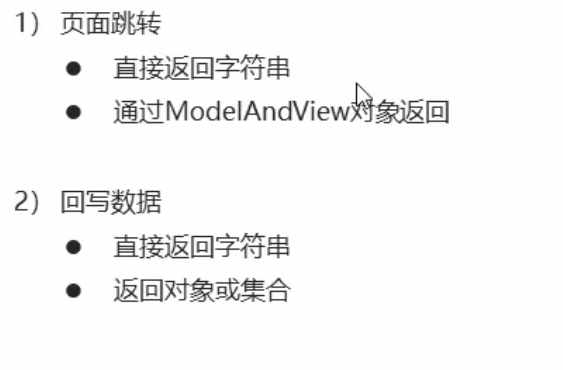 1） 页面跳转
● 直接返回字符串
● 通过ModelAndView对象返回
2） 回写数据
● 直接返回字符串
● 返回对象或集合